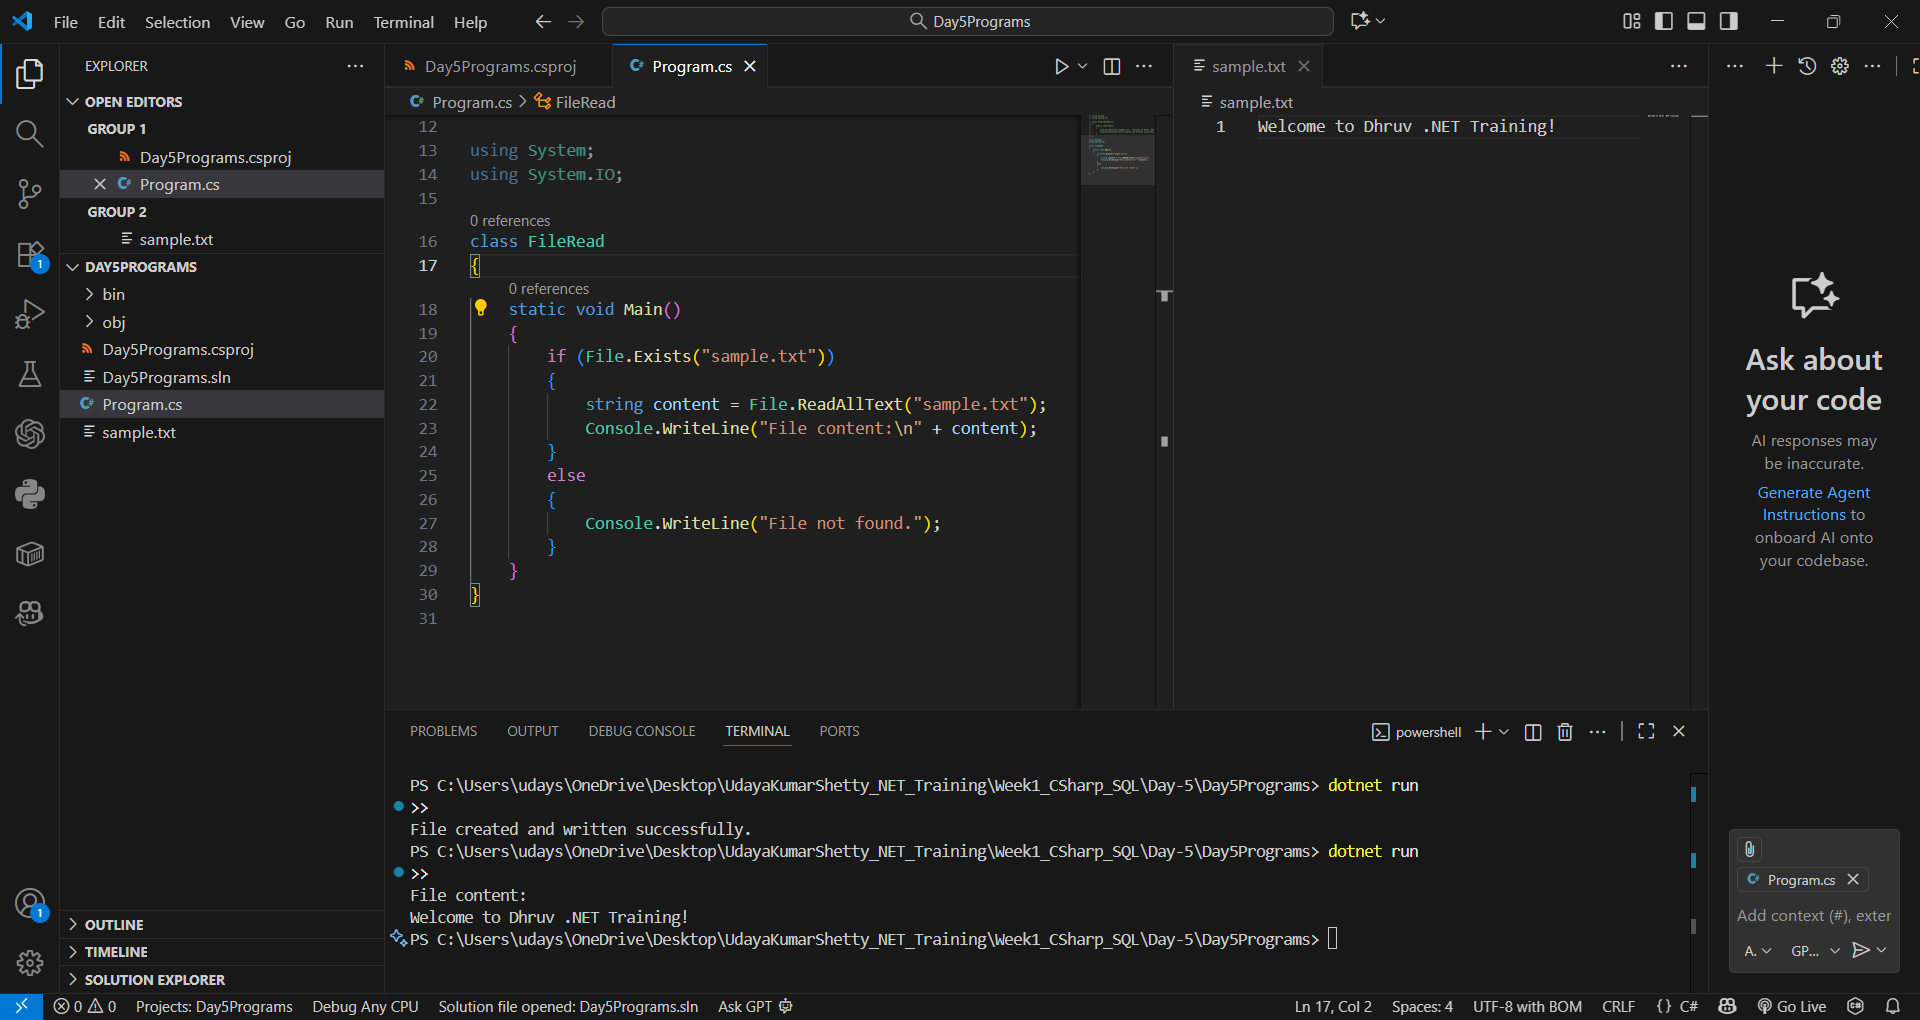 File Edit Selection View Go Run Terminal Help
Day5Programs
EXPLORER
OPEN EDITORS
GROUP 1
Day5Programs.csproj
Program.cs
GROUP 2
sample.txt
DAY5PROGRAMS
bin
obj
Day5Programs.csproj
Day5Programs.sln
Program.cs
sample.txt
OUTLINE
TIMELINE
SOLUTION EXPLORER
1
1
Day5Programs.csproj Program.cs
Program.cs > FileRead
12
13 using System;
14 using System.IO;
15
0 references
16 class FileRead
17 {
0 references
18 static void Main()
19 {
20 if (File.Exists("sample.txt"))
21 {
22 string content = File.ReadAllText("sample.txt");
23 Console.WriteLine("File content:\n" + content);
24 }
25 else
26 {
27 Console.WriteLine("File not found.");
28 }
29 }
30 }
31
sample.txt
sample.txt
1 Welcome to Dhruv .NET Training!
PROBLEMS OUTPUT DEBUG CONSOLE TERMINAL PORTS
powershell
PS C:\Users\udays\OneDrive\Desktop\UdayaKumarShetty_NET_Training\Week1_CSharp_SQL\Day-5\Day5Programs> dotnet run
>>
File created and written successfully.
PS C:\Users\udays\OneDrive\Desktop\UdayaKumarShetty_NET_Training\Week1_CSharp_SQL\Day-5\Day5Programs> dotnet run
>>
File content:
Welcome to Dhruv .NET Training!
PS C:\Users\udays\OneDrive\Desktop\UdayaKumarShetty_NET_Training\Week1_CSharp_SQL\Day-5\Day5Programs>
Ask about
your code
AI responses may
be inaccurate.
Generate Agent
Instructions to
onboard AI onto
your codebase.
Program.cs
Add context (#), exter
A. GP...
0 0 Projects: Day5Programs Debug Any CPU Solution file opened: Day5Programs.sln Ask GPT Ln 17, Col 2 Spaces: 4 UTF-8 with BOM CRLF {} C# Go Live